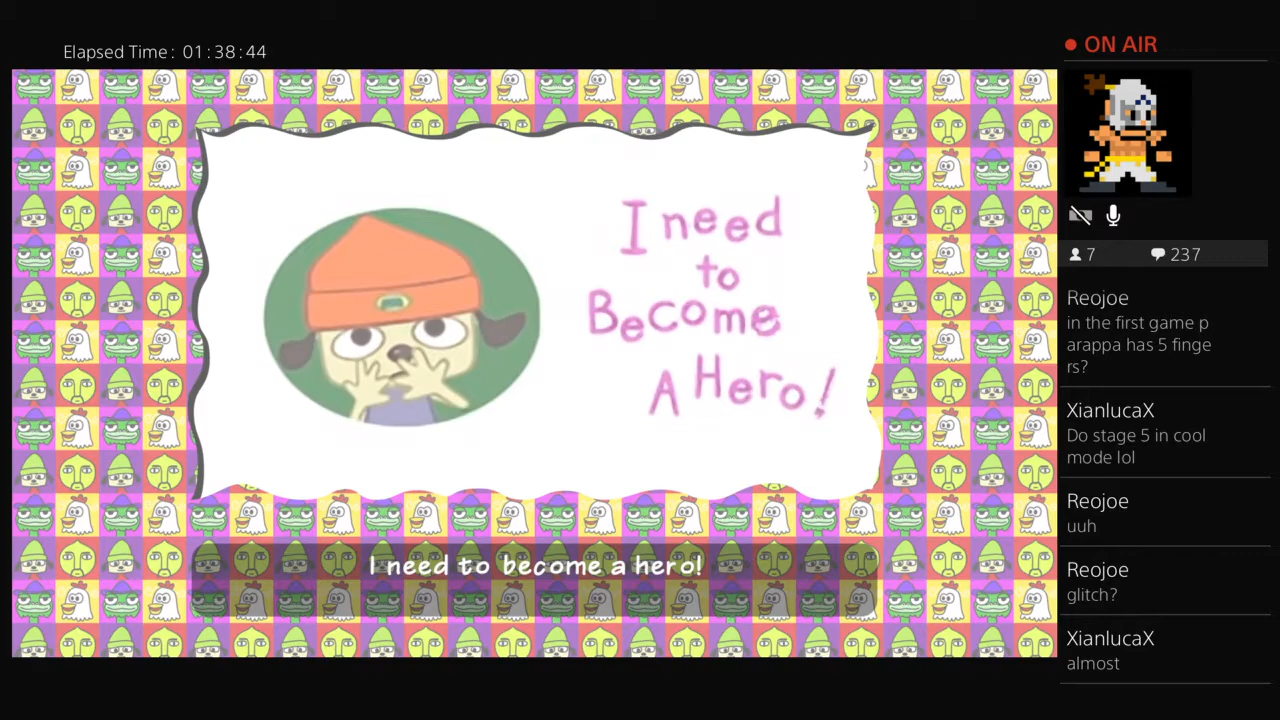 Elapsed Time: 01:38:44
ON AIR
I need
to
Become
A Hero!
I need to become a hero!
7
237
Reojoe
in the first game p
arappa has 5 finge
rs?
XianlucaX
Do stage 5 in cool
mode lol
Reojoe
uuh
Reojoe
glitch?
XianlucaX
almost